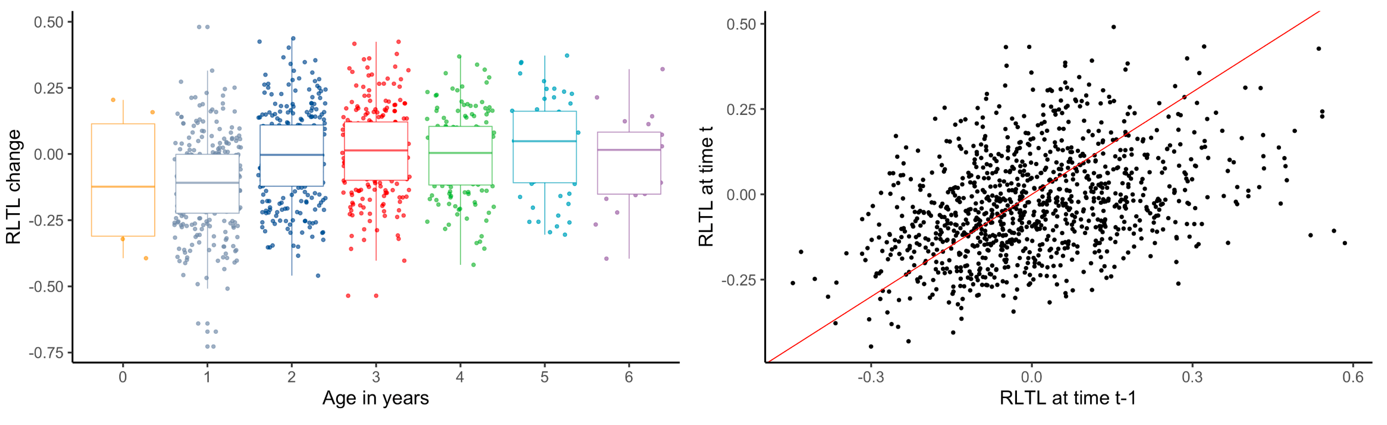 RLTL change
0.50
0.25
0.00
-0.25
-0.50
-0.75
0 1 2 3 4 5 6
Age in years
RLTL at time t
0.50
0.25
0.00
-0.25
-0.3 0.0 0.3 0.6
RLTL at time t-1